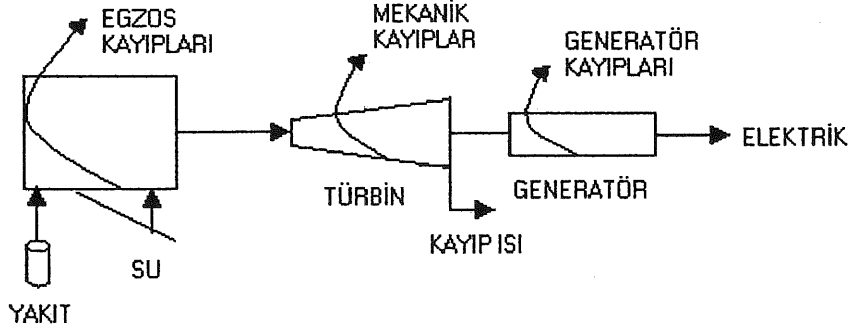 EGZOS
KAYIPLARI
MEKANİK
KAYIPLAR
GENERATÖR
KAYIPLARI
ELEKTRİK
TÜRBİN
GENERATÖR
KAYIP ISI
SU
YAKIT